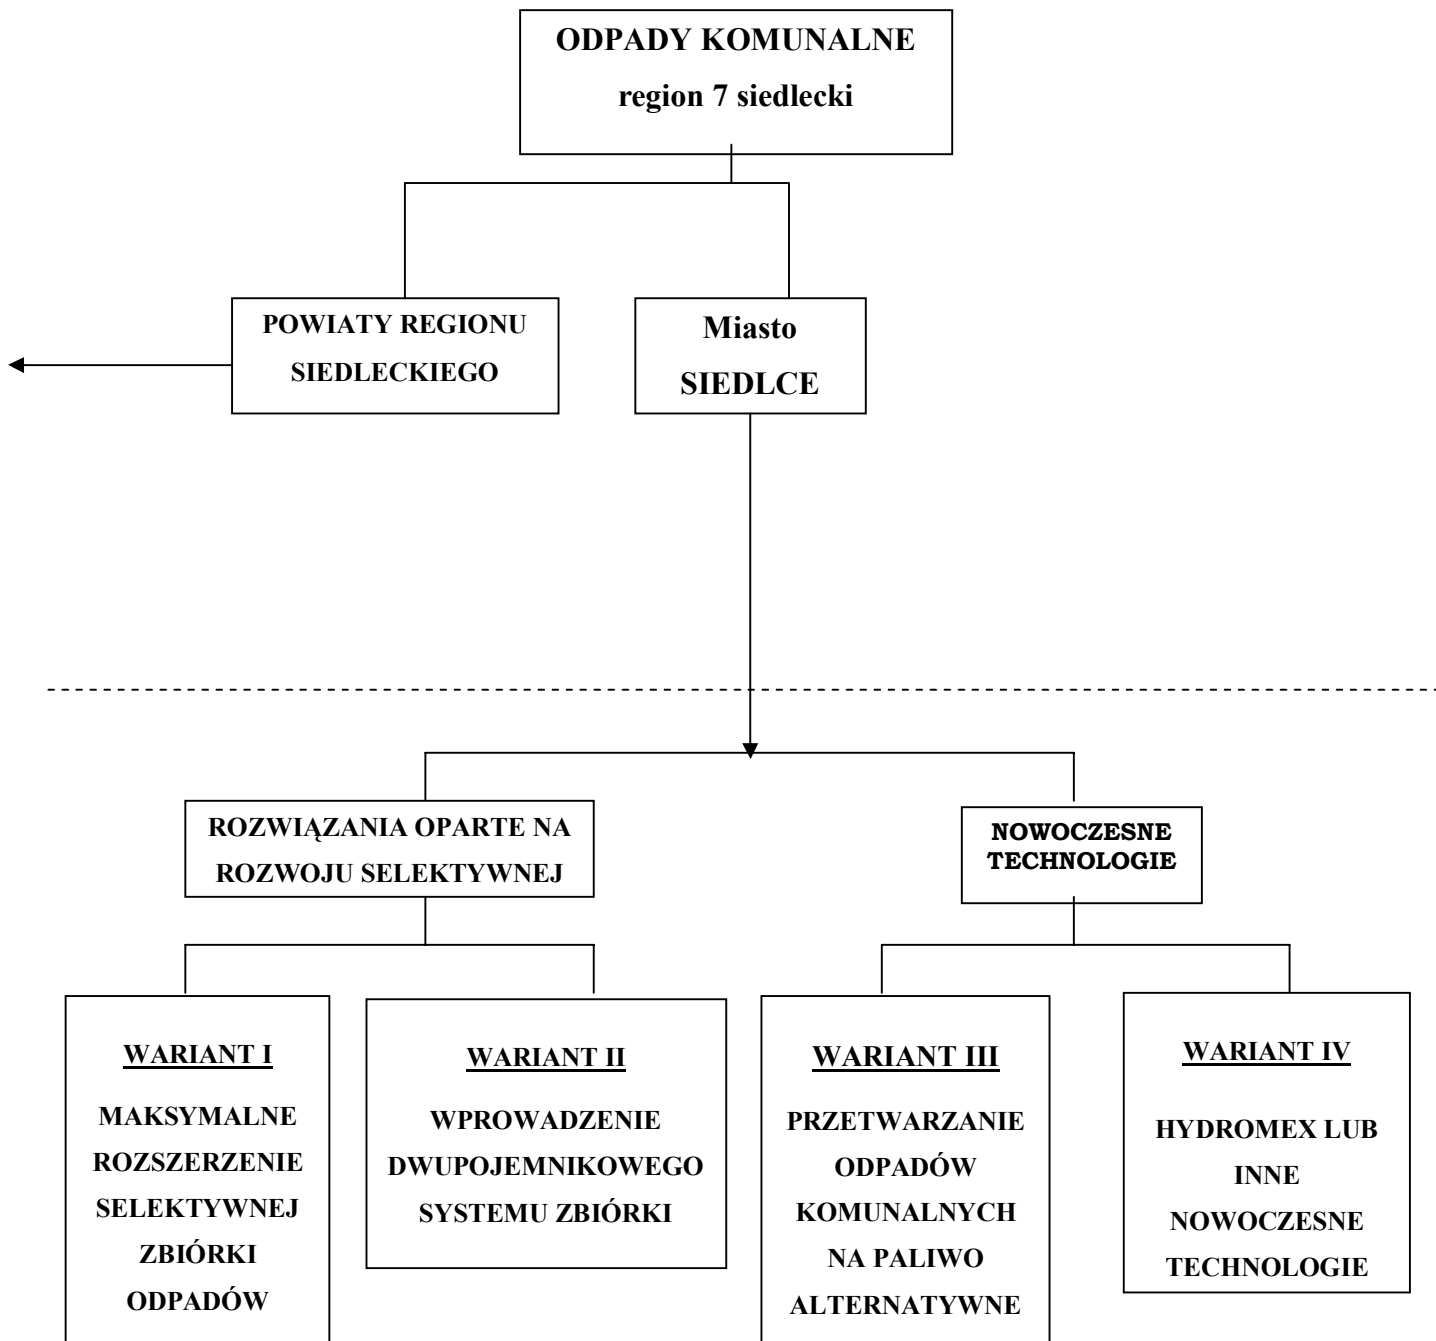 ODPADY KOMUNALNE
region 7 siedlecki
POWIATY REGIONU
SIEDLECKIEGO
Miasto
SIEDLCE
ROZWIĄZANIA OPARTE NA
ROZWOJU SELEKTYWNEJ
NOWOCZESNE
TECHNOLOGIE
WARIANT I
MAKSYMALNE
ROZSZERZENIE
SELEKTYWNEJ
ZBIÓRKI
ODPADÓW
WARIANT II
WPROWADZENIE
DWUPOJEMNIKOWEGO
SYSTEMU ZBIÓRKI
WARIANT III
PRZETWARZANIE
ODPADÓW
KOMUNALNYCH
NA PALIWO
ALTERNATYWNE
WARIANT IV
HYDROMEX LUB
INNE
NOWOCZESNE
TECHNOLOGIE